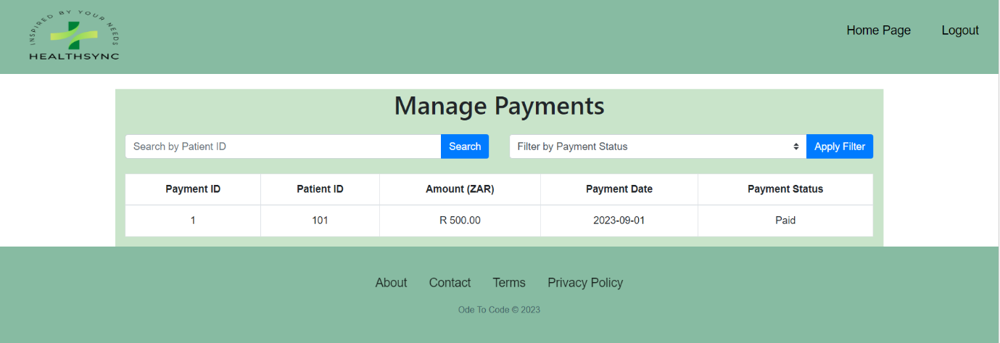 INSPIRED BY YOUR NEEDS
HEALTHSYNC
Home Page Logout
Manage Payments
Search by Patient ID Search Filter by Payment Status Apply Filter
Payment ID Patient ID Amount (ZAR) Payment Date Payment Status
1 101 R 500.00 2023-09-01 Paid
About Contact Terms Privacy Policy
Ode To Code © 2023